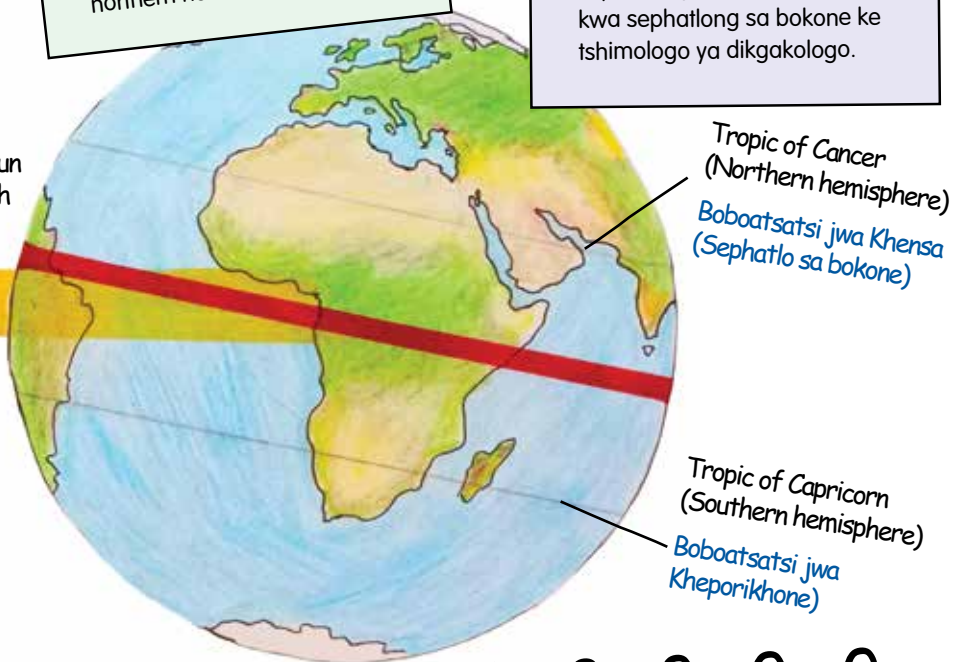 northern
kwa sephatlong sa bokone ke
tshimologo ya dikgakologo.
Tropic of Cancer
(Northern hemisphere)
Boboatsatsi jwa Khensa
(Sephatlo sa bokone)
Tropic of Capricorn
(Southern hemisphere)
Boboatsatsi jwa
Kheporikhone)